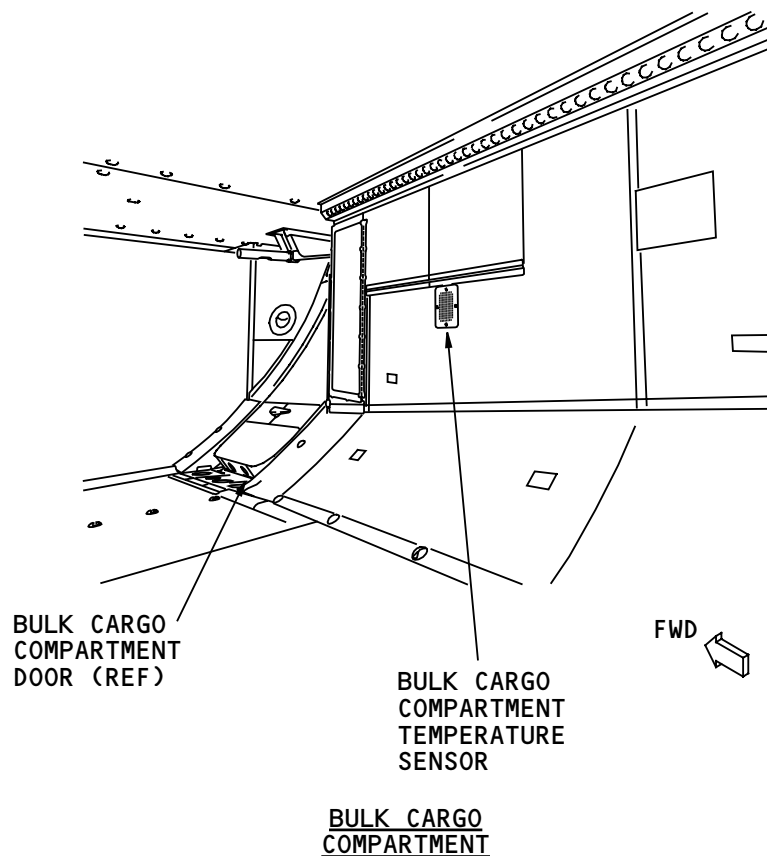 BULK CARGO
COMPARTMENT
DOOR (REF)
FWD
BULK CARGO
COMPARTMENT
TEMPERATURE
SENSOR
BULK CARGO
COMPARTMENT